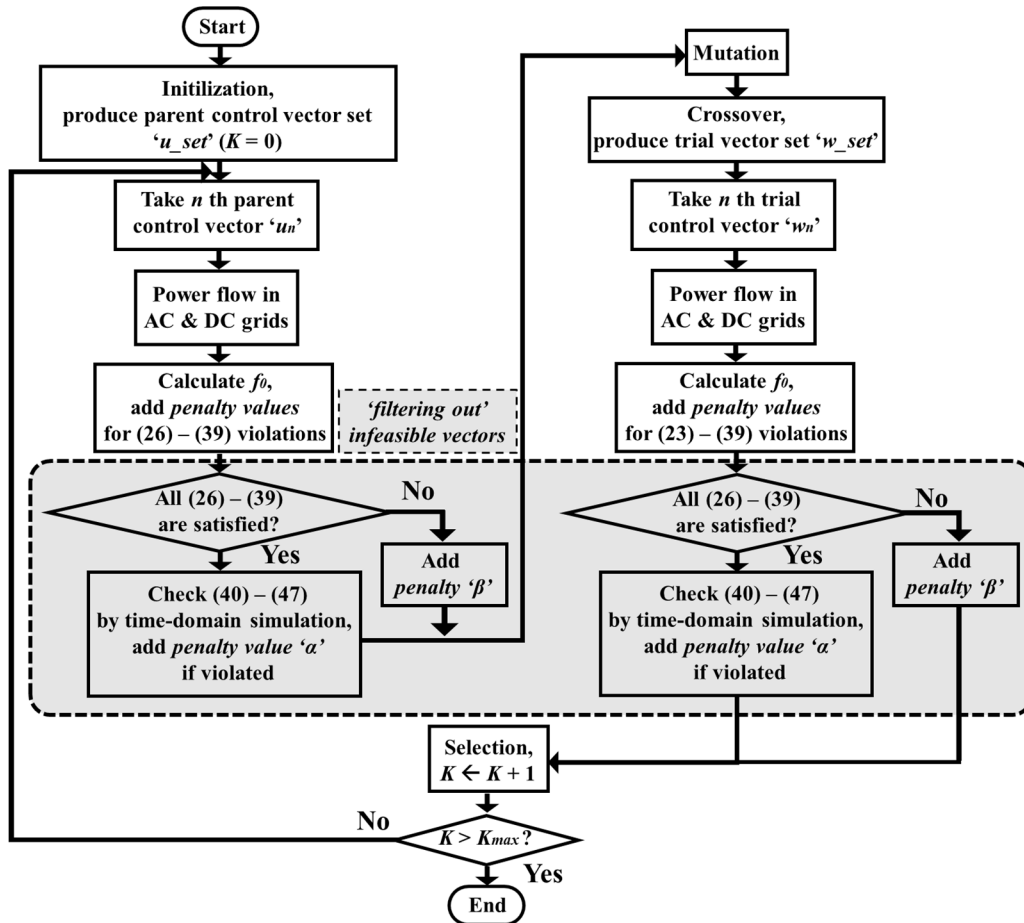 Start
Initilization,
produce parent control vector set
‘u_set’ (K = 0)
Take n th parent
control vector ‘un’
Power flow in
AC & DC grids
Calculate f0,
add penalty values
for (26) – (39) violations
‘filtering out’
infeasible vectors
All (26) – (39)
are satisfied?
No
Yes
Add
penalty ‘β’
Check (40) – (47)
by time-domain simulation,
add penalty value ‘α’
if violated
Mutation
Crossover,
produce trial vector set ‘w_set’
Take n th trial
control vector ‘wn’
Power flow in
AC & DC grids
Calculate f0,
add penalty values
for (23) – (39) violations
All (26) – (39)
are satisfied?
No
Yes
Add
penalty ‘β’
Check (40) – (47)
by time-domain simulation,
add penalty value ‘α’
if violated
Selection,
K ← K + 1
No
K > Kmax ?
Yes
End